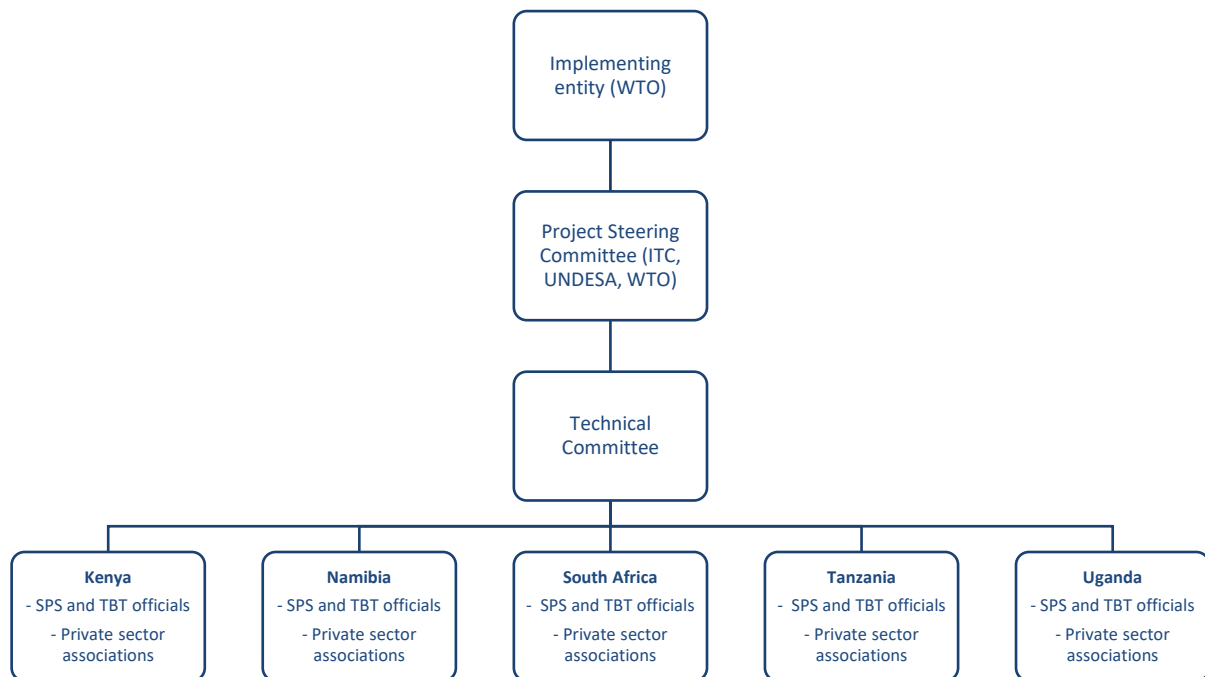 Implementing
entity (WTO)
Project Steering
Committee (ITC,
UNDESA, WTO)
Technical
Committee
Kenya
- SPS and TBT officials
- Private sector
associations
Namibia
- SPS and TBT officials
- Private sector
associations
South Africa
- SPS and TBT officials
- Private sector
associations
Tanzania
- SPS and TBT officials
- Private sector
associations
Uganda
- SPS and TBT officials
- Private sector
associations